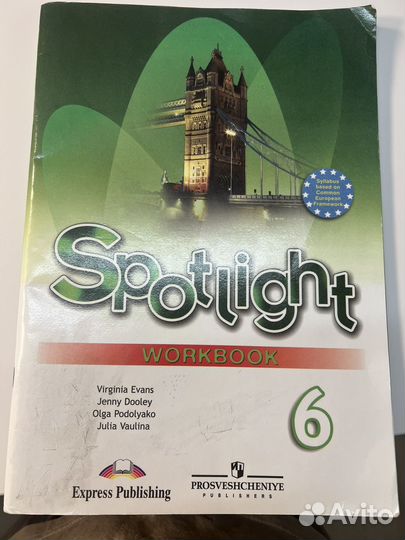 Syllabus
based on
Common
European
Framework
Spotlight
WORKBOOK
Virginia Evans
Jenny Dooley
Olga Podolyako
Julia Vaulina
6
Express Publishing
PROSVESHCHENIYE
PUBLISHERS
Avito